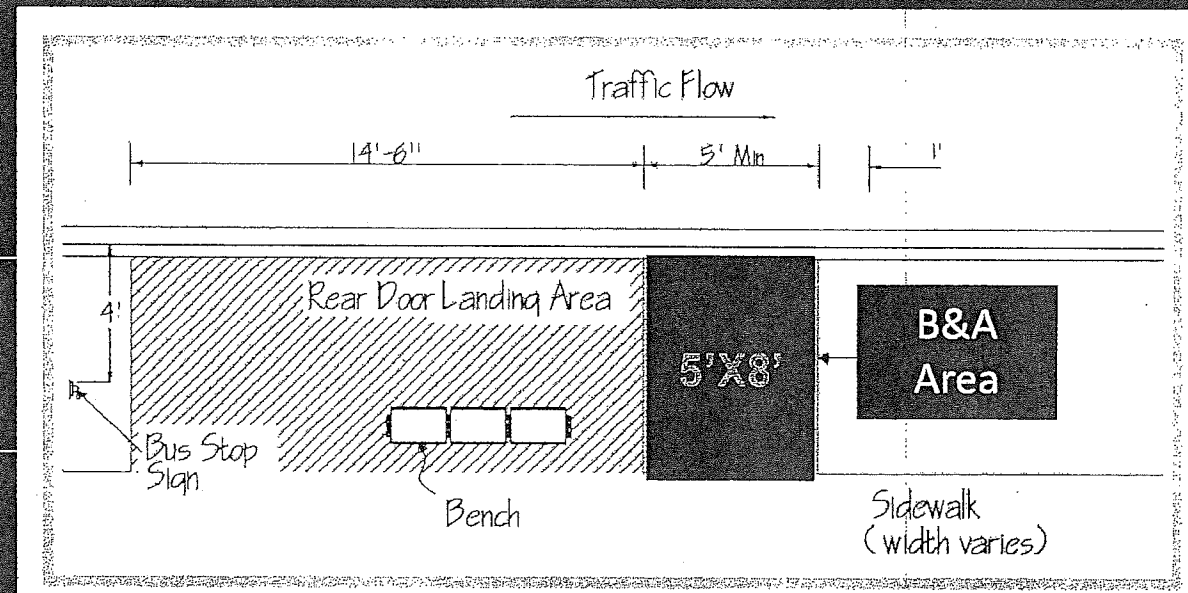 Traffic Flow
14'-6"
5' Min
1'
4'
Rear Door Landing Area
5'X8'
B&A
Area
Bus Stop
Sign
Bench
Sidewalk
(width varies)